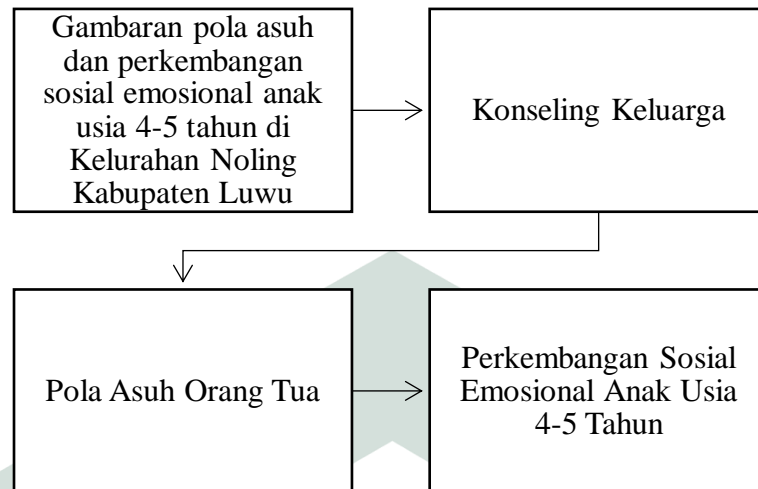 Gambaran pola asuh
dan perkembangan
sosial emosional anak
usia 4-5 tahun di
Kelurahan Noling
Kabupaten Luwu
Konseling Keluarga
Pola Asuh Orang Tua
Perkembangan Sosial
Emosional Anak Usia
4-5 Tahun